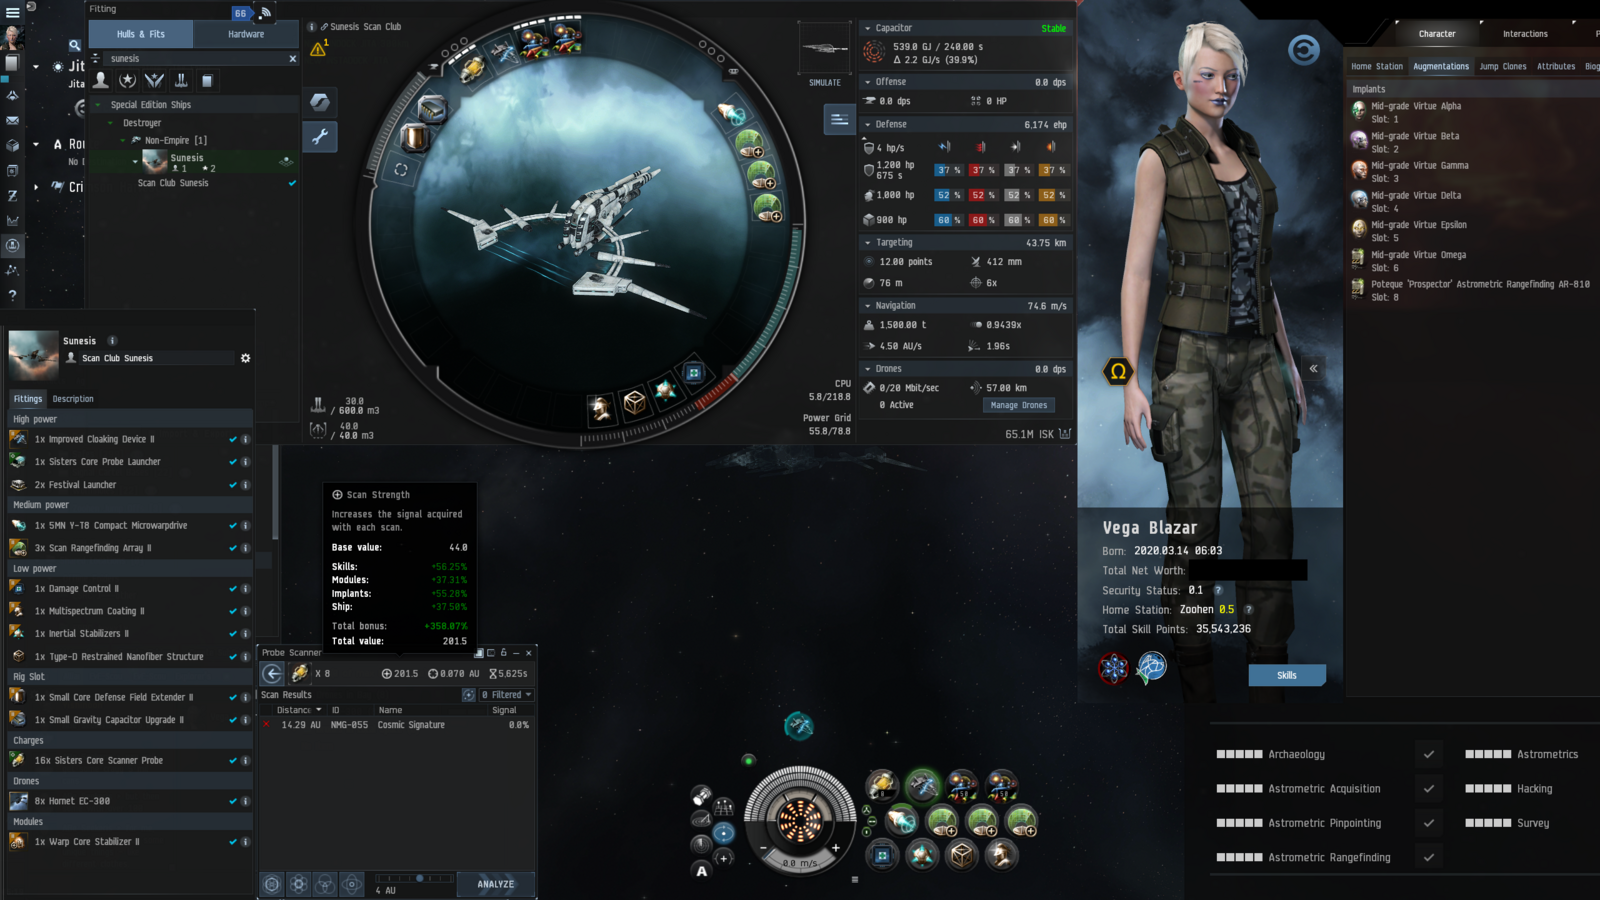 Fitting
66
Hulls & Fits
Hardware
sunesis
Special Edition Ships
Destroyer
Non-Empire [1]
Sunesis
1 2
Scan Club Sunesis
Jit
Jita
A Ro
No D
Cri
Z
?
Sunesis Scan Club
1
SIMULATE
Capacitor Stable
539.0 GJ / 240.00 s
Δ 2.2 GJ/s (39.9%)
Offense 0.0 dps
0.0 dps 0 HP
Defense 6,174 ehp
4 hp/s
1,200 hp
675 s
37 % 37 % 37 % 37 %
1,000 hp 52 % 52 % 52 % 52 %
900 hp 60 % 60 % 60 % 60 %
Targeting 43.75 km
12.00 points 412 mm
76 m 6x
Navigation 74.6 m/s
1,500.00 t 0.9439x
4.50 AU/s 1.96s
Drones 0.0 dps
0/20 Mbit/sec 57.00 km
0 Active Manage Drones
65.1M ISK
CPU
5.8/218.8
Power Grid
55.8/78.8
30.0
/ 600.0 m3
40.0
/ 40.0 m3
Sunesis
Scan Club Sunesis
Fittings Description
High power
1x Improved Cloaking Device II
1x Sisters Core Probe Launcher
2x Festival Launcher
Medium power
1x 5MN Y-T8 Compact Microwarpdrive
3x Scan Rangefinding Array II
Low power
1x Damage Control II
1x Multispectrum Coating II
1x Inertial Stabilizers II
1x Type-D Restrained Nanofiber Structure
Rig Slot
1x Small Core Defense Field Extender II
1x Small Gravity Capacitor Upgrade II
Charges
16x Sisters Core Scanner Probe
Drones
8x Hornet EC-300
Modules
1x Warp Core Stabilizer II
Scan Strength
Increases the signal acquired
with each scan.
Base value: 44.0
Skills: +56.25%
Modules: +37.31%
Implants: +55.28%
Ship: +37.50%
Total bonus: +358.07%
Total value: 201.5
Probe Scanner
X 8 201.5 0.070 AU 5,625s
Scan Results 0 Filtered
Distance ID Name Signal
14.29 AU NMG-055 Cosmic Signature 0.0%
4 AU
ANALYZE
0.0 m/s
A
8 50 50
Ω
Vega Blazar
Born: 2020.03.14 06:03
Total Net Worth:
Security Status: 0.1 ?
Home Station: Zoohen 0.5 ?
Total Skill Points: 35,543,236
Skills
Character Interactions P
Home Station Augmentations Jump Clones Attributes Biog
Implants
Mid-grade Virtue Alpha
Slot: 1
Mid-grade Virtue Beta
Slot: 2
Mid-grade Virtue Gamma
Slot: 3
Mid-grade Virtue Delta
Slot: 4
Mid-grade Virtue Epsilon
Slot: 5
Mid-grade Virtue Omega
Slot: 6
Poteque 'Prospector' Astrometric Rangefinding AR-810
Slot: 8
Archaeology Astrometrics
Astrometric Acquisition Hacking
Astrometric Pinpointing Survey
Astrometric Rangefinding